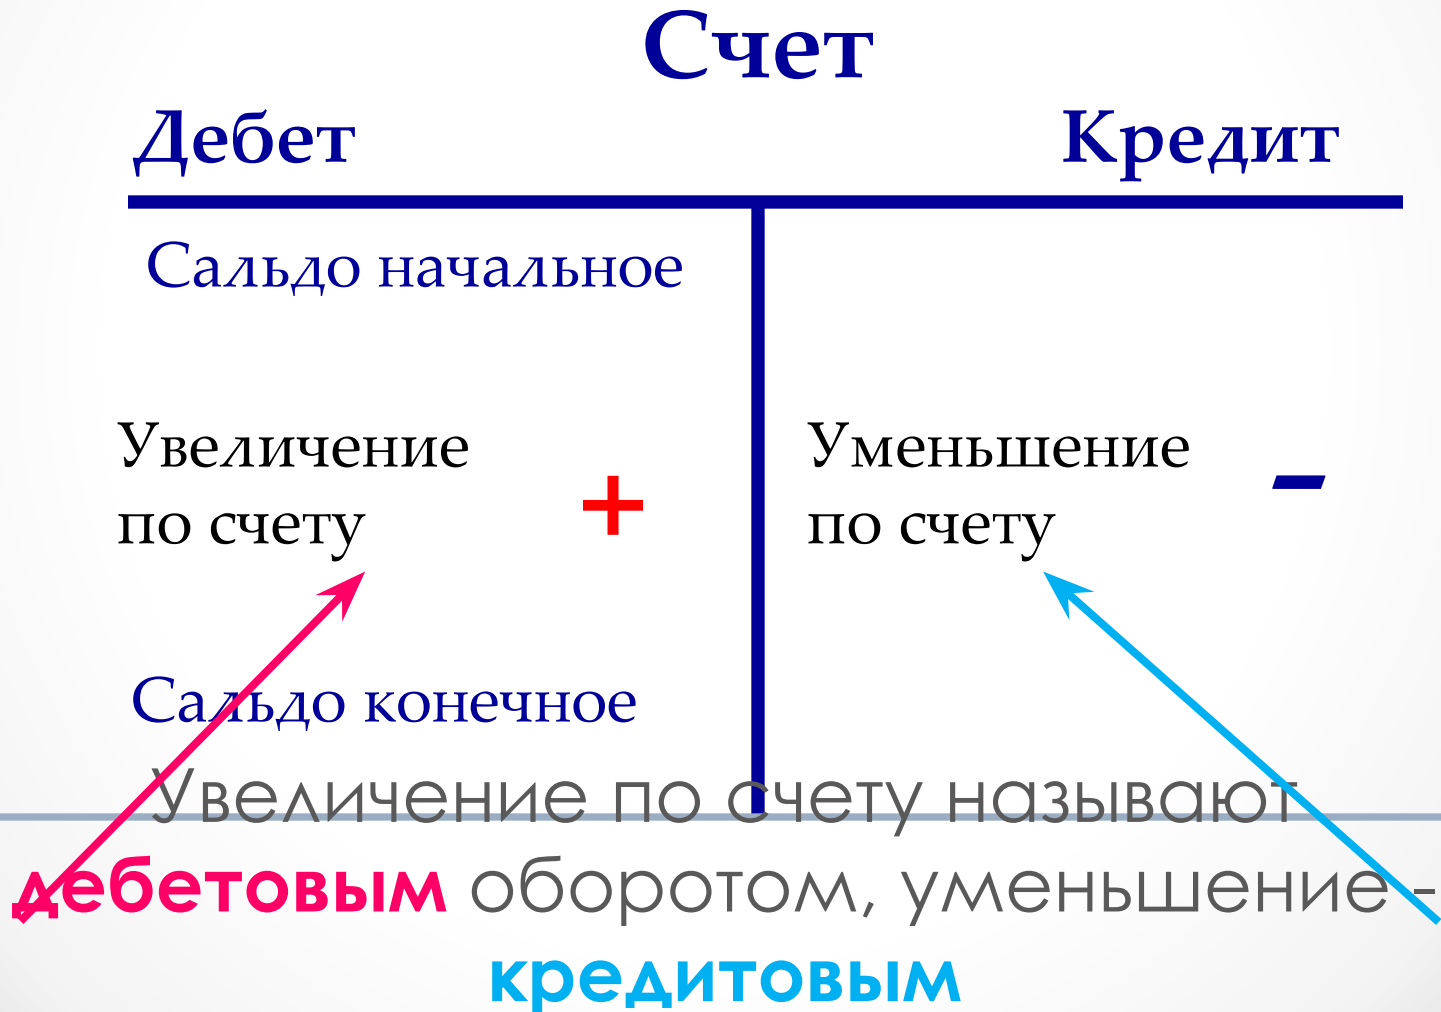 Счет
Дебет Кредит
Сальдо начальное
Увеличение Уменьшение
по счету + по счету -
Сальдо конечное
Увеличение по счету называют
дебетовым оборотом, уменьшение -
кредитовым